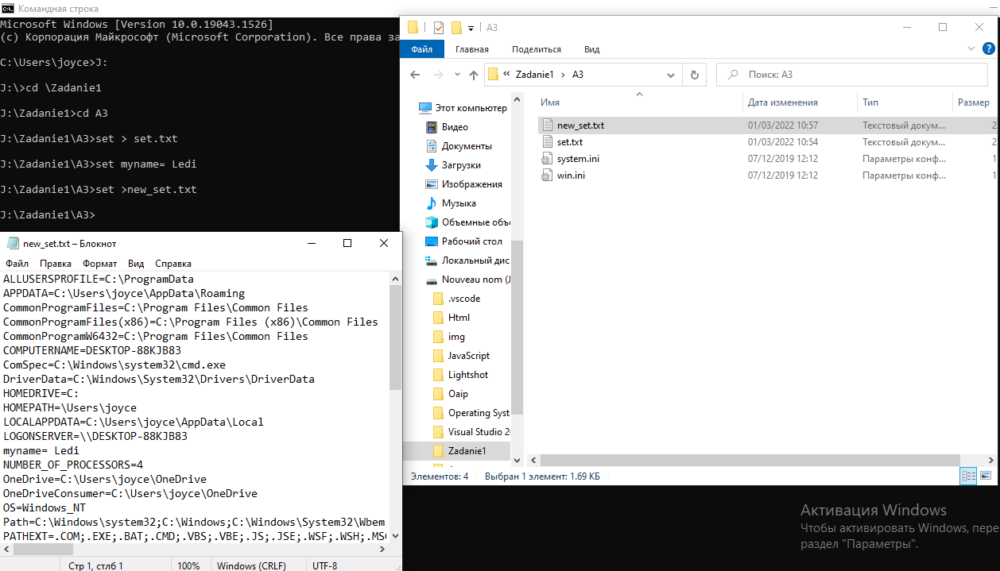 Командная строка
Microsoft Windows [Version 10.0.19043.1526]
(c) Корпорация Майкрософт (Microsoft Corporation). Все права за
C:\Users\joyce>J:
J:\>cd \Zadanie1
J:\Zadanie1>cd A3
J:\Zadanie1\A3>set > set.txt
J:\Zadanie1\A3>set myname= Ledi
J:\Zadanie1\A3>set >new_set.txt
J:\Zadanie1\A3>
A3
Файл Главная Поделиться Вид
« Zadanie1 › A3
Поиск: A3
Этот компьютер
Видео
Документы
Загрузки
Изображения
Музыка
Объемные объ
Рабочий стол
Локальный дис
Nouveau nom (J
.vscode
Html
img
JavaScript
Lightshot
Oaip
Operating Syst
Visual Studio 20
Zadanie1
Имя Дата изменения Тип Размер
new_set.txt 01/03/2022 10:57 Текстовый докум... 2
set.txt 01/03/2022 10:54 Текстовый докум... 2
system.ini 07/12/2019 12:12 Параметры конф... 1
win.ini 07/12/2019 12:12 Параметры конф... 1
Элементов: 4 Выбран 1 элемент: 1.69 КБ
new_set.txt – Блокнот
Файл Правка Формат Вид Справка
ALLUSERSPROFILE=C:\ProgramData
APPDATA=C:\Users\joyce\AppData\Roaming
CommonProgramFiles=C:\Program Files\Common Files
CommonProgramFiles(x86)=C:\Program Files (x86)\Common Files
CommonProgramW6432=C:\Program Files\Common Files
COMPUTERNAME=DESKTOP-88KJB83
ComSpec=C:\Windows\system32\cmd.exe
DriverData=C:\Windows\System32\Drivers\DriverData
HOMEDRIVE=C:
HOMEPATH=\Users\joyce
LOCALAPPDATA=C:\Users\joyce\AppData\Local
LOGONSERVER=\\DESKTOP-88KJB83
myname= Ledi
NUMBER_OF_PROCESSORS=4
OneDrive=C:\Users\joyce\OneDrive
OneDriveConsumer=C:\Users\joyce\OneDrive
OS=Windows_NT
Path=C:\Windows\system32;C:\Windows;C:\Windows\System32\Wbem
PATHEXT=.COM;.EXE;.BAT;.CMD;.VBS;.VBE;.JS;.JSE;.WSF;.WSH;.MSC
Стр 1, стлб 1 100% Windows (CRLF) UTF-8
Активация Windows
Чтобы активировать Windows, пере
раздел "Параметры".